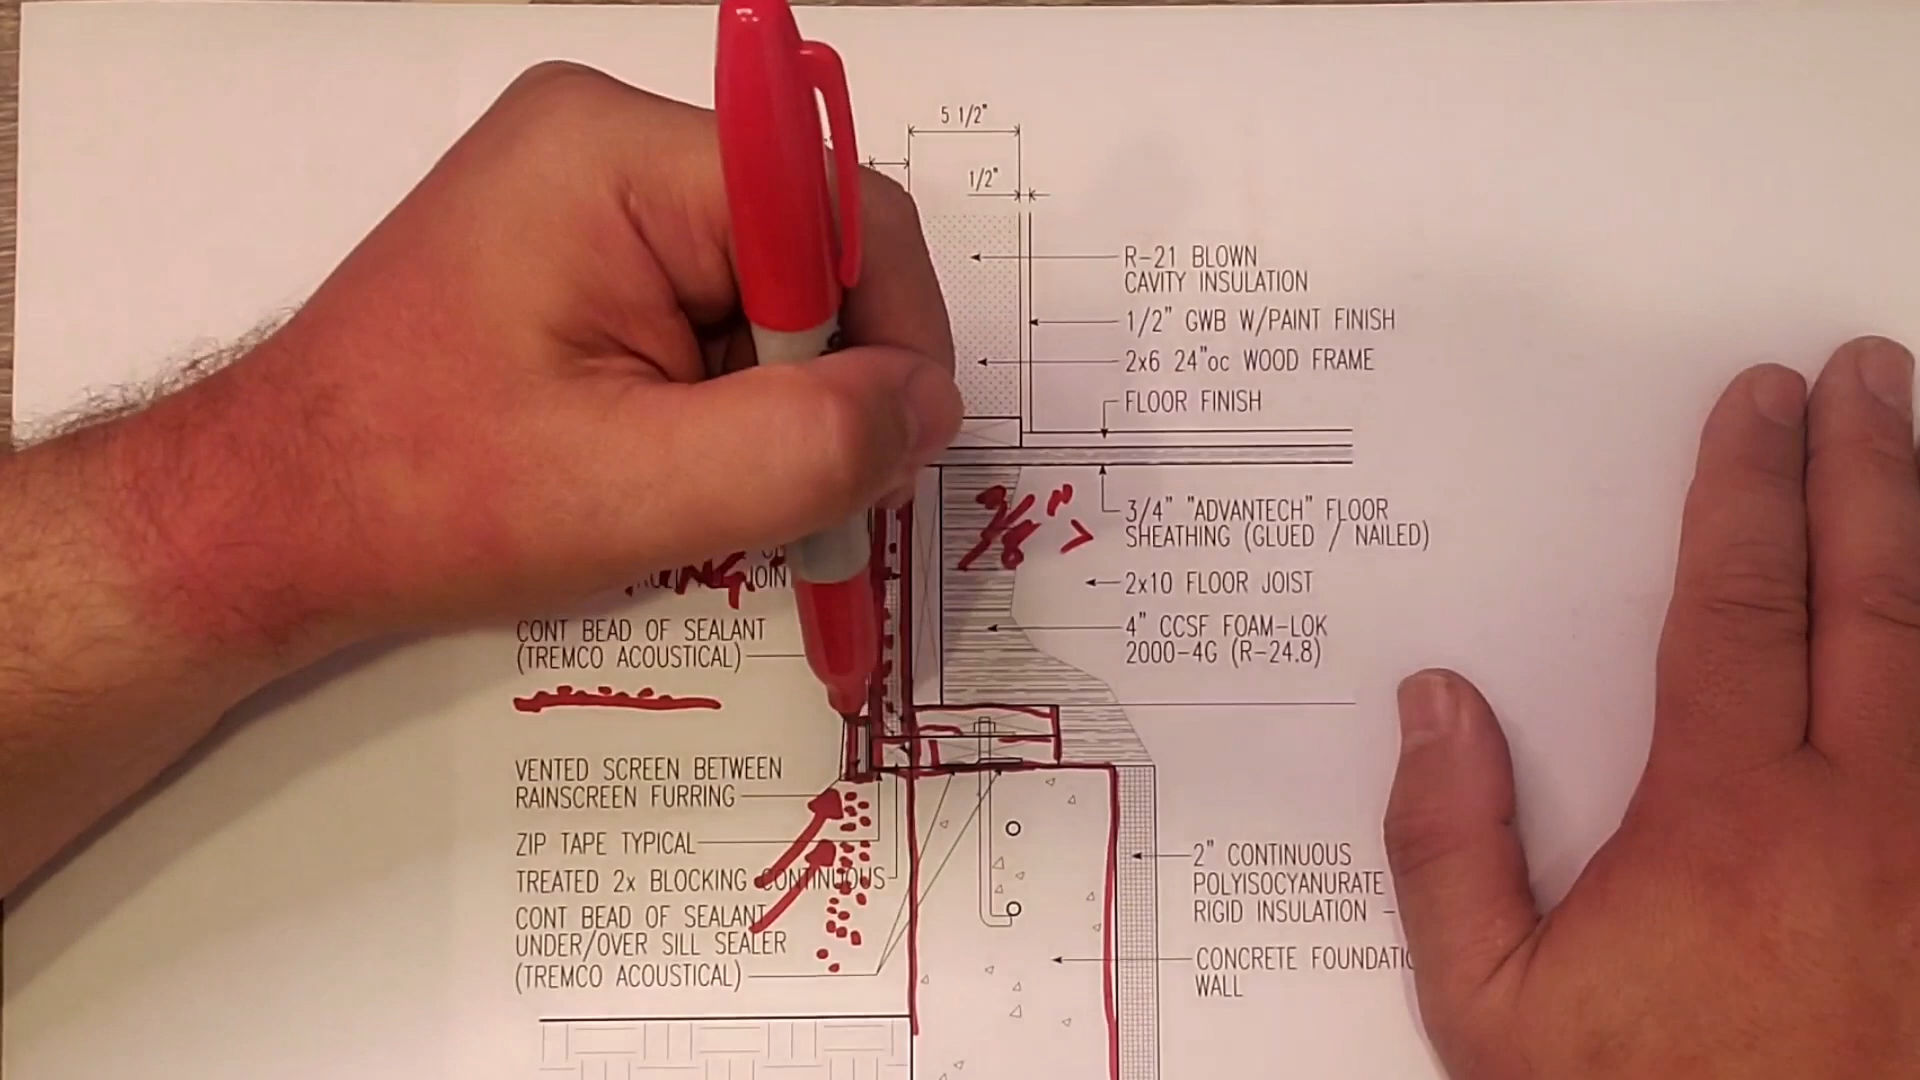 5 1/2"
1/2"
R-21 BLOWN
CAVITY INSULATION
1/2" GWB W/PAINT FINISH
2x6 24"oc WOOD FRAME
FLOOR FINISH
3/8"
3/4" "ADVANTECH" FLOOR
SHEATHING (GLUED / NAILED)
2x10 FLOOR JOIST
4" CCSF FOAM-LOK
2000-4G (R-24.8)
CONT BEAD OF SEALANT
(TREMCO ACOUSTICAL)
VENTED SCREEN BETWEEN
RAINSCREEN FURRING
ZIP TAPE TYPICAL
TREATED 2x BLOCKING CONTINUOUS
CONT BEAD OF SEALANT
UNDER/OVER SILL SEALER
(TREMCO ACOUSTICAL)
2" CONTINUOUS
POLYISOCYANURATE
RIGID INSULATION -
CONCRETE FOUNDATIO
WALL